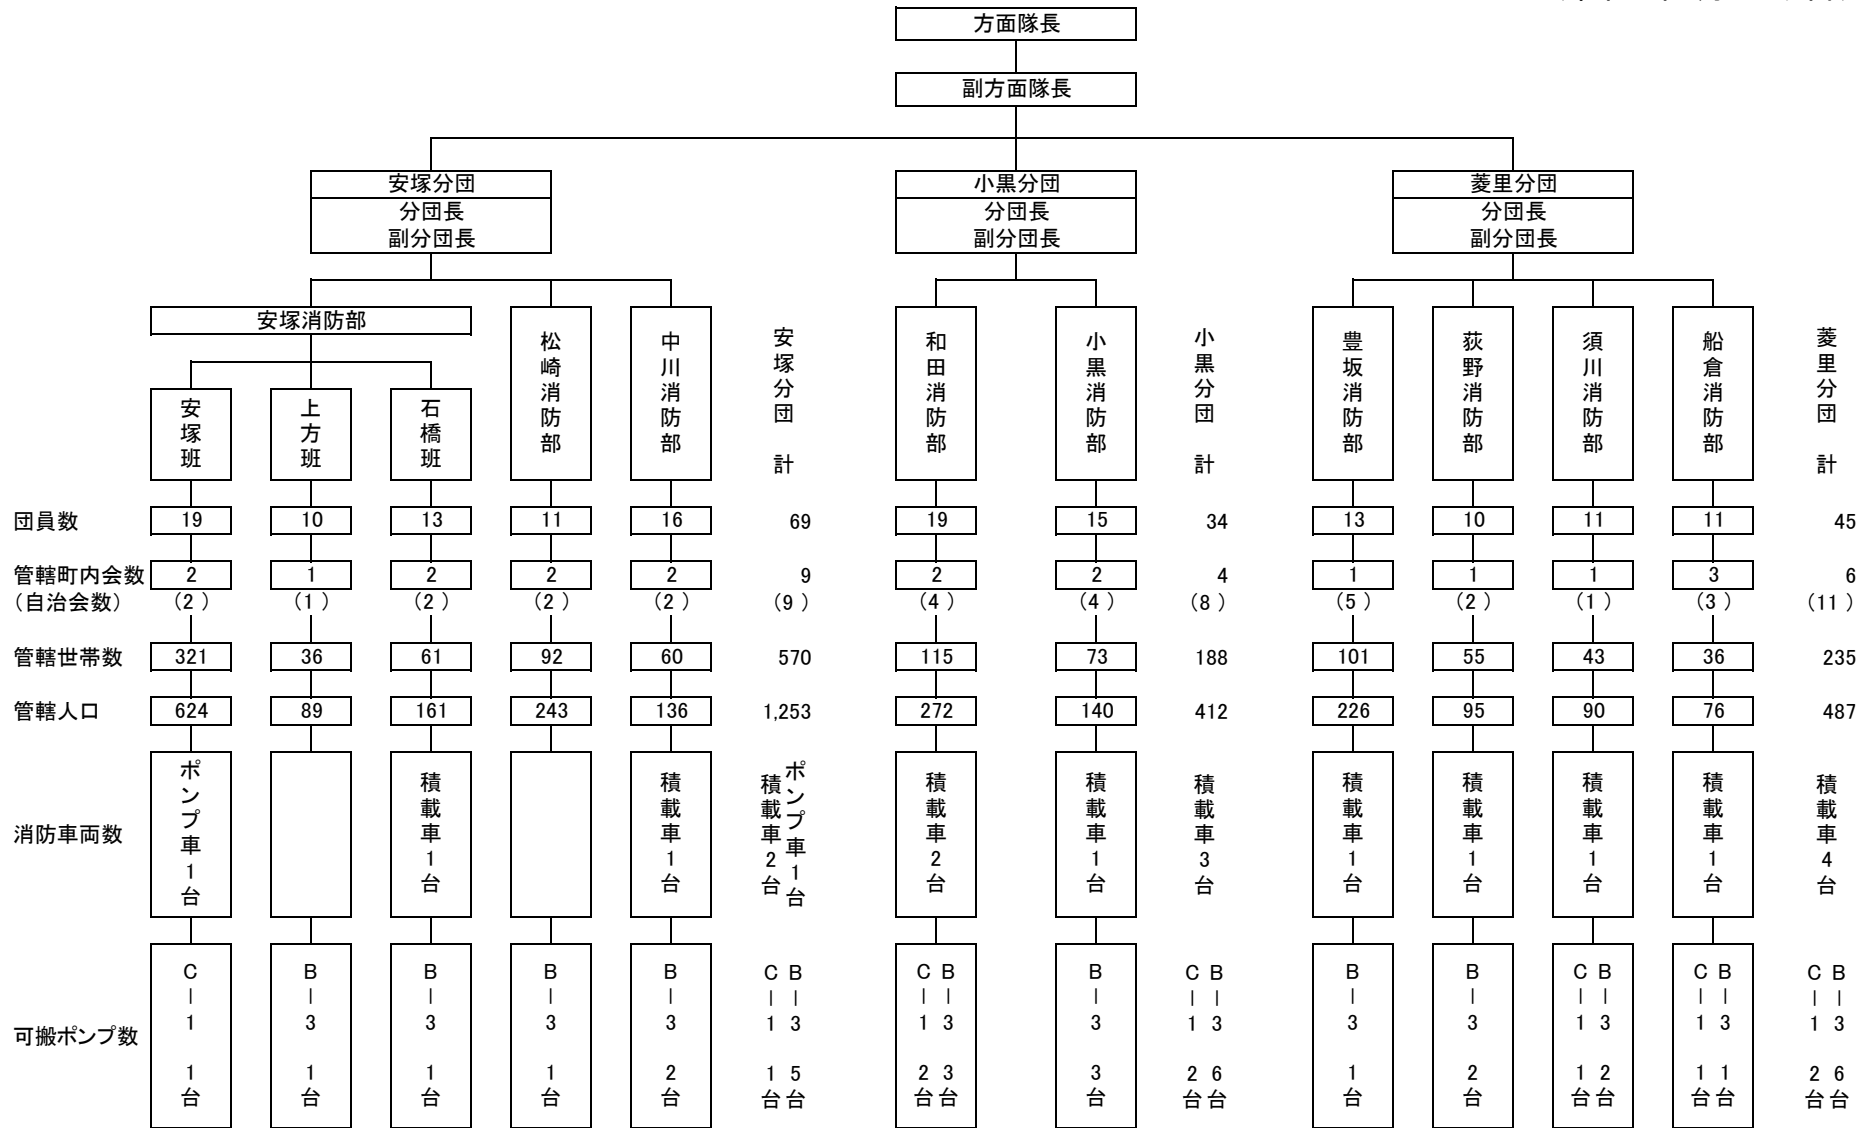 方面隊長
副方面隊長
安塚分団
分団長
副分団長
小黒分団
分団長
副分団長
菱里分団
分団長
副分団長
安塚消防部
安塚班
上方班
石橋班
松崎消防部
中川消防部
安塚分団 計
和田消防部
小黒消防部
小黒分団 計
豊坂消防部
荻野消防部
須川消防部
船倉消防部
菱里分団 計
団員数 19 10 13 11 16 69 19 15 34 13 10 11 11 45
管轄町内会数 2 1 2 2 2 9 2 2 4 1 1 1 3 6
(自治会数) (2) (1) (2) (2) (2) (9) (4) (4) (8) (5) (2) (1) (3) (11)
管轄世帯数 321 36 61 92 60 570 115 73 188 101 55 43 36 235
管轄人口 624 89 161 243 136 1,253 272 140 412 226 95 90 76 487
消防車両数
ポンプ車1台
積載車1台
積載車1台
ポンプ車1台
積載車2台
積載車2台
積載車1台
積載車3台
積載車1台
積載車1台
積載車1台
積載車1台
積載車4台
可搬ポンプ数
C-1 1台
B-3 1台
B-3 1台
B-3 1台
B-3 2台
B-3 5台
C-1 1台
B-3 3台
C-1 2台
B-3 3台
B-3 6台
C-1 2台
B-3 1台
B-3 2台
B-3 2台
C-1 1台
B-3 1台
C-1 1台
B-3 6台
C-1 2台